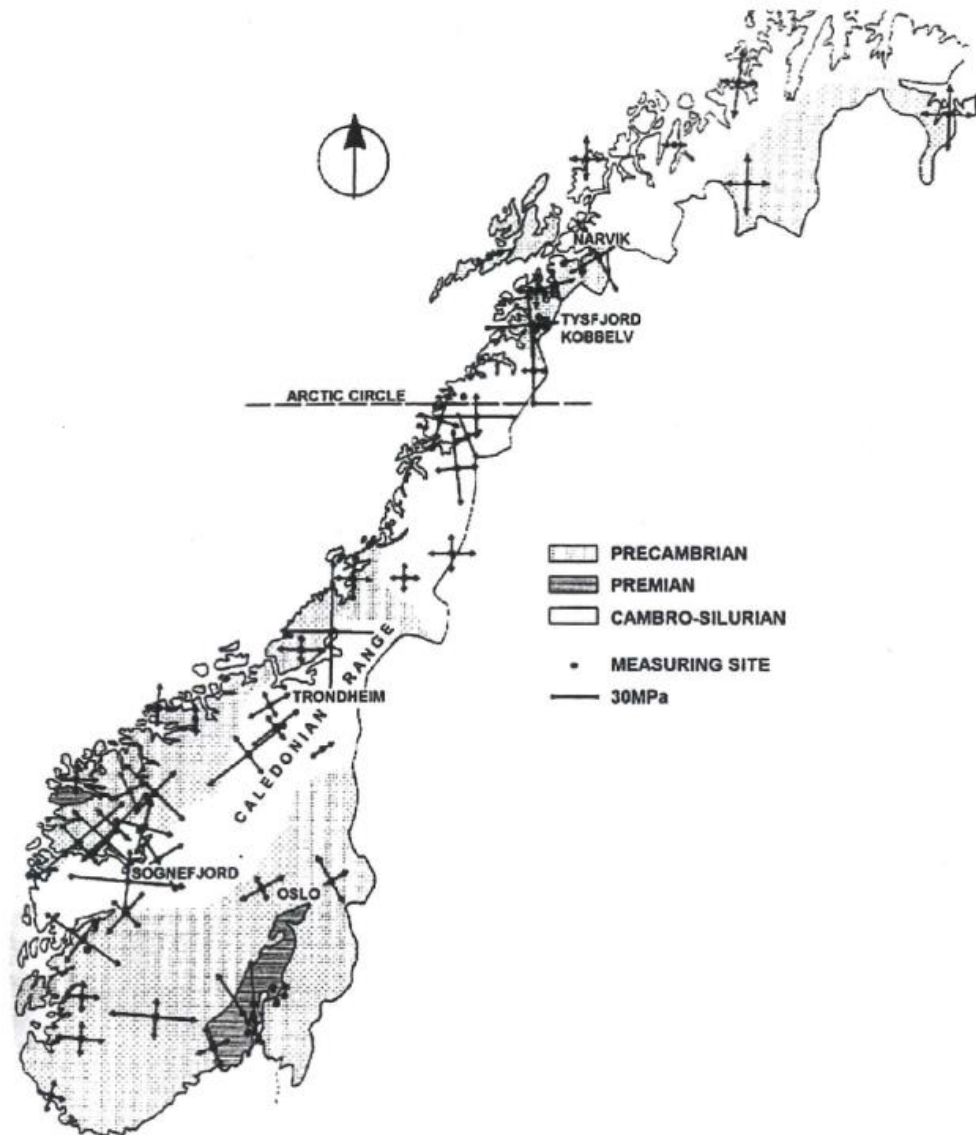 NARVIK
TYSFJORD
KOBBELV
ARCTIC CIRCLE
PRECAMBRIAN
PREMIAN
CAMBRO-SILURIAN
MEASURING SITE
30MPa
TRONDHEIM
CALEDONIAN RANGE
SOGNEFJORD
OSLO